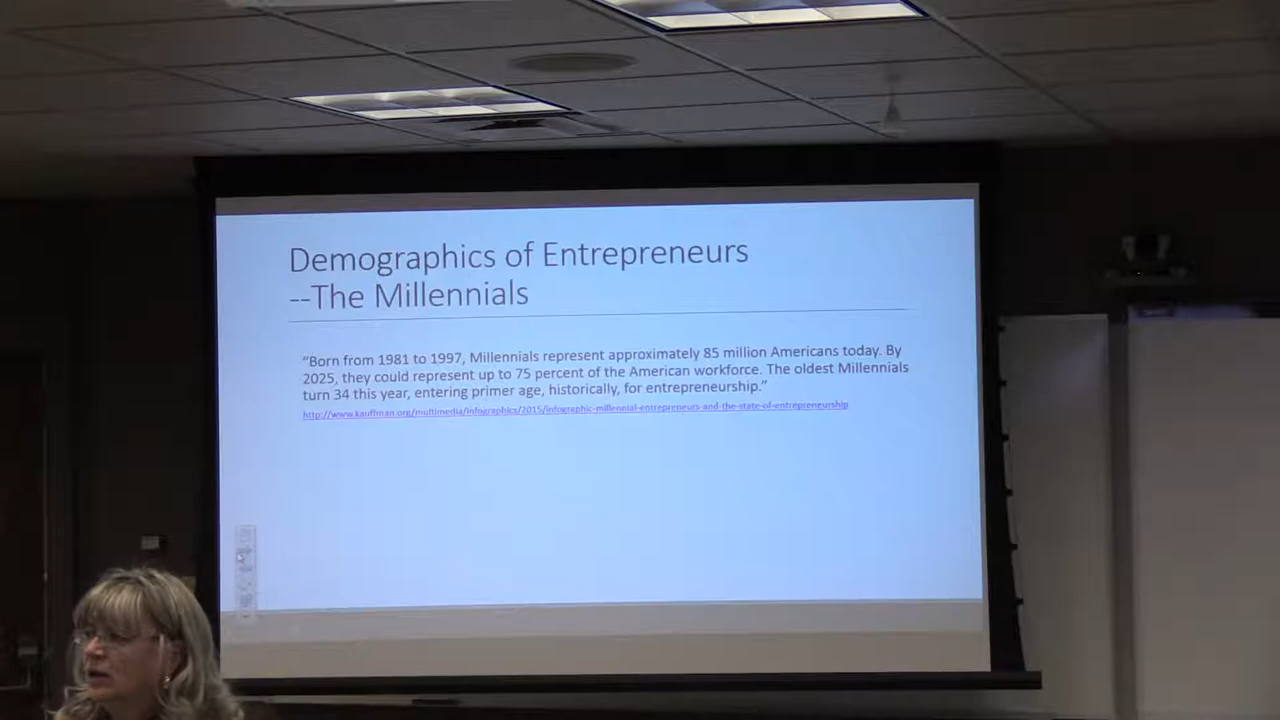 Demographics of Entrepreneurs
--The Millennials
“Born from 1981 to 1997, Millennials represent approximately 85 million Americans today. By
2025, they could represent up to 75 percent of the American workforce. The oldest Millennials
turn 34 this year, entering primer age, historically, for entrepreneurship.”
http://www.kauffman.org/multimedia/infographics/2015/infographic-millennial-entrepreneurs-and-the-state-of-entrepreneurship